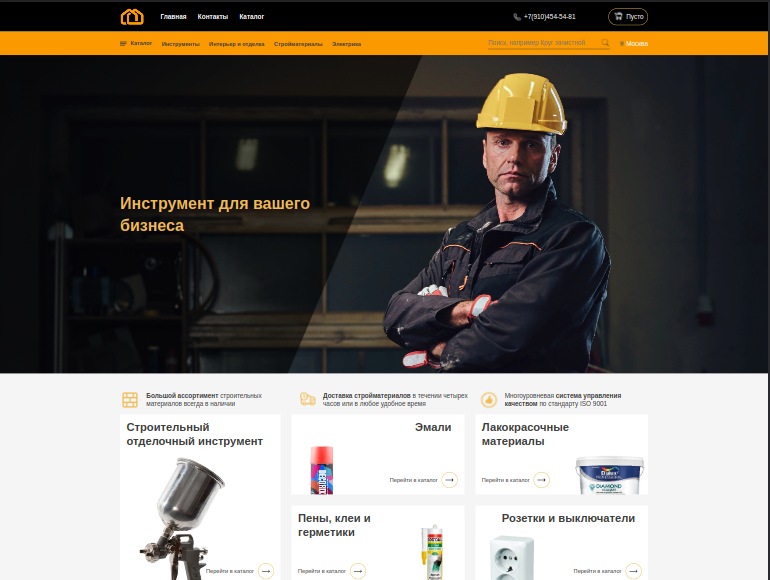 Главная Контакты Каталог
+7(910)454-54-81
Пусто
Каталог Инструменты Интерьер и отделка Стройматериалы Электрика
Поиск, например Круг зачистной
Москва
Инструмент для вашего
бизнеса
Большой ассортимент строительных
материалов всегда в наличии
Доставка стройматериалов в течении четырех
часов или в любое удобное время
Многоуровневая система управления
качеством по стандарту ISO 9001
Строительный
отделочный инструмент
Перейти в каталог
Эмали
Перейти в каталог
Лакокрасочные
материалы
Перейти в каталог
DIAMOND
Пены, клеи и
герметики
Перейти в каталог
Розетки и выключатели
Перейти в каталог